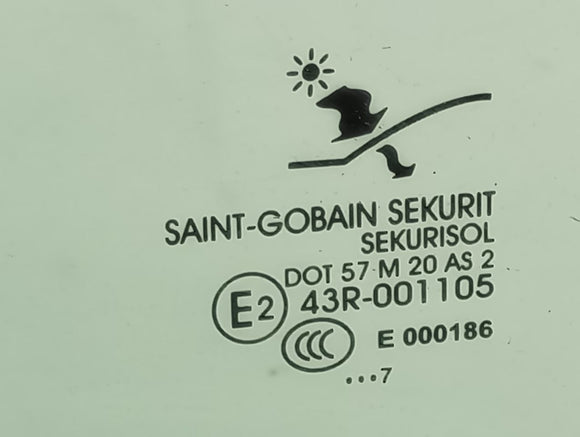 SAINT-GOBAIN SEKURIT
SEKURISOL
DOT 57 M 20 AS 2
E2 43R-001105
CCC E 000186
...7